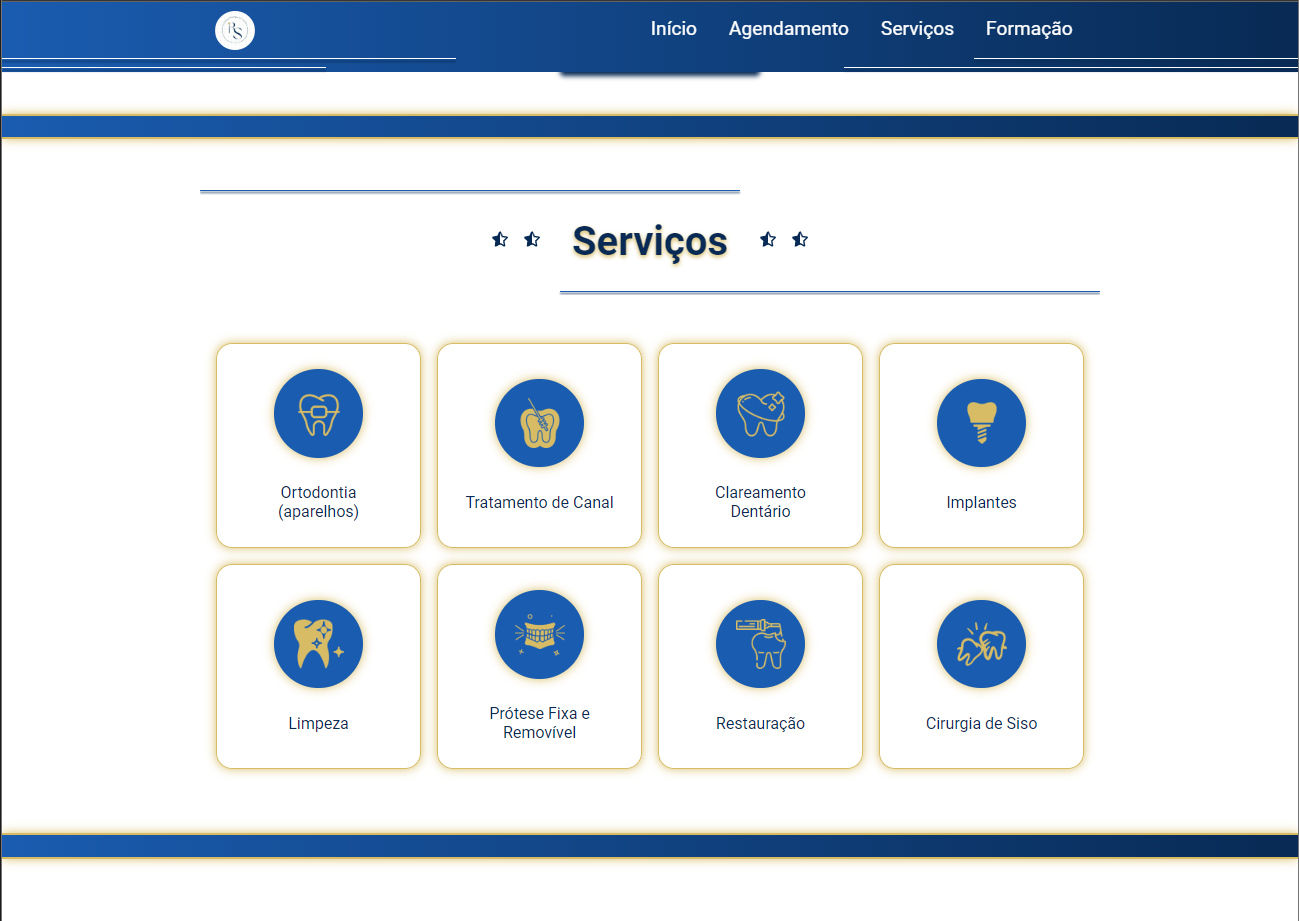 RS
Início Agendamento Serviços Formação
Serviços
Ortodontia
(aparelhos)
Tratamento de Canal
Clareamento
Dentário
Implantes
Limpeza
Prótese Fixa e
Removível
Restauração
Cirurgia de Siso